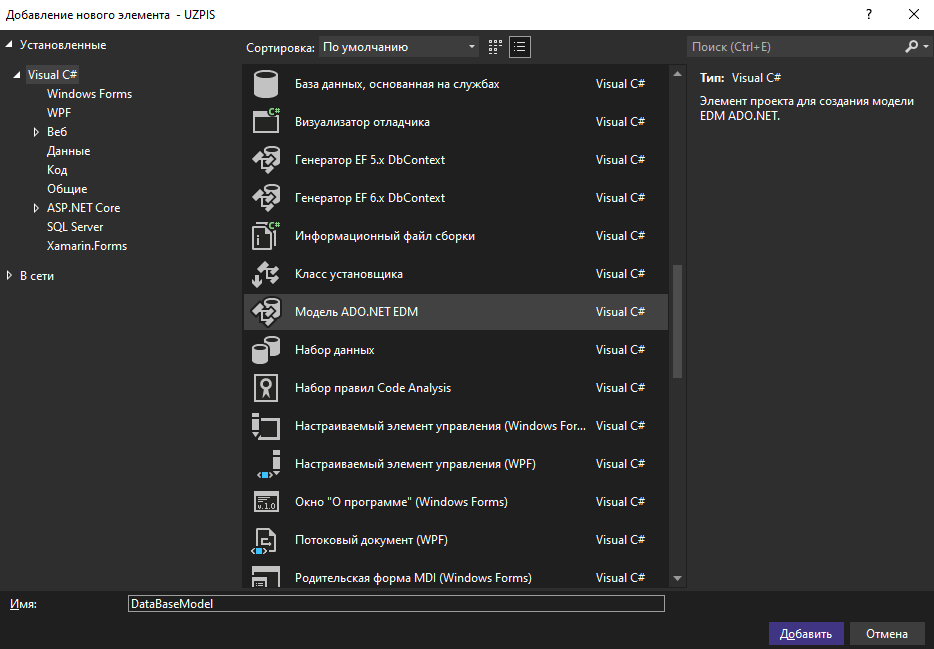 Добавление нового элемента - UZPIS
?
Установленные
Visual C#
Windows Forms
WPF
Веб
Данные
Код
Общие
ASP.NET Core
SQL Server
Xamarin.Forms
В сети
Сортировка: По умолчанию
База данных, основанная на службах Visual C#
C# Визуализатор отладчика Visual C#
Генератор EF 5.x DbContext Visual C#
Генератор EF 6.x DbContext Visual C#
C# Информационный файл сборки Visual C#
Класс установщика Visual C#
Модель ADO.NET EDM Visual C#
Набор данных Visual C#
Набор правил Code Analysis Visual C#
Настраиваемый элемент управления (Windows For... Visual C#
Настраиваемый элемент управления (WPF) Visual C#
v.1.0 Окно "О программе" (Windows Forms) Visual C#
Потоковый документ (WPF) Visual C#
Родительская форма MDI (Windows Forms) Visual C#
Поиск (Ctrl+E)
Тип: Visual C#
Элемент проекта для создания модели
EDM ADO.NET.
Имя: DataBaseModel
Добавить Отмена